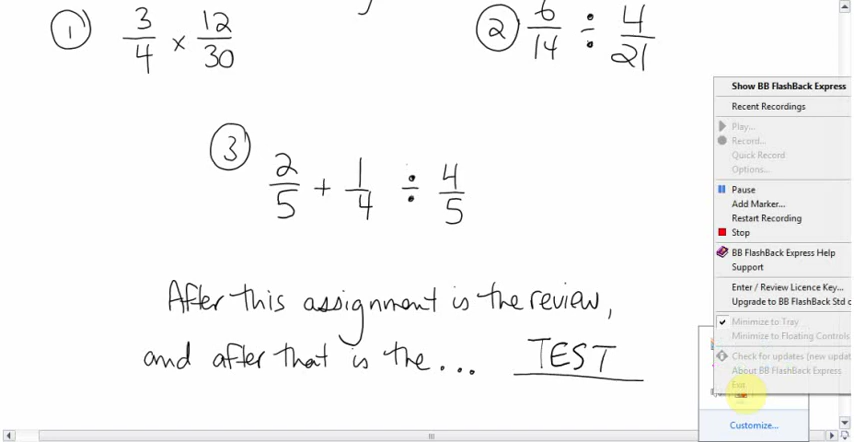 ① 3/4 × 12/30
② 6/14 ÷ 4/21
③ 2/5 + 1/4 ÷ 4/5
After this assignment is the review,
and after that is the... TEST
Show BB FlashBack Express
Recent Recordings
Play...
Record...
Quick Record
Options...
Pause
Add Marker...
Restart Recording
Stop
BB FlashBack Express Help
Support
Enter / Review Licence Key...
Upgrade to BB FlashBack Std
Minimize to Tray
Minimize to Floating Controls
Check for updates (new
About BB FlashBack Express
Customize...